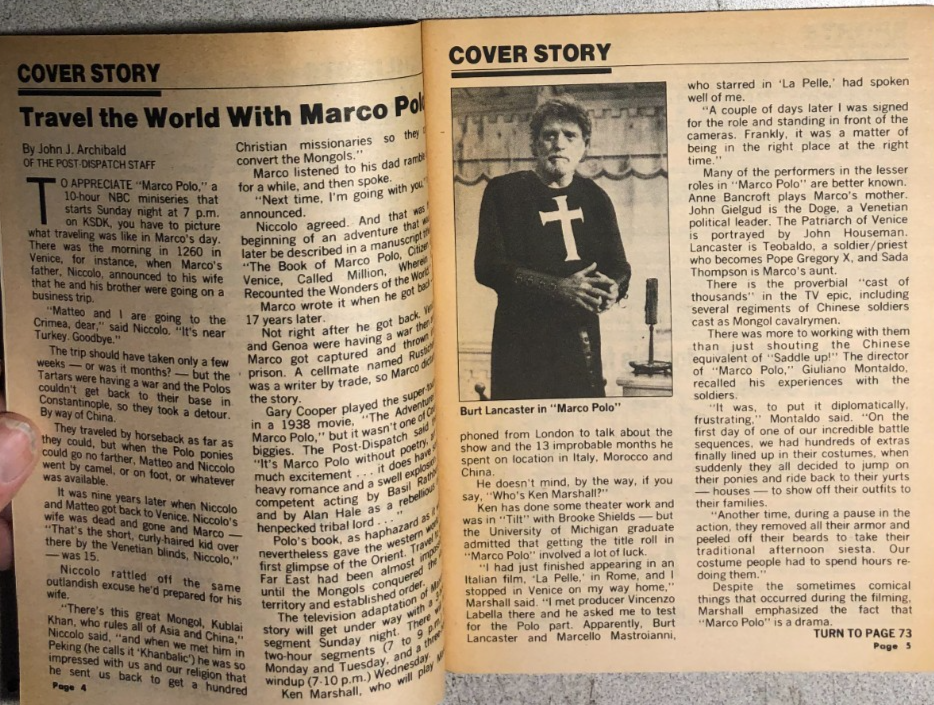 COVER STORY
Travel the World With Marco
By John J. Archibald
OF THE POST-DISPATCH STAFF
TO APPRECIATE "Marco Polo," a
10-hour NBC miniseries that
starts Sunday night at 7 p.m.
on KSDK, you have to picture
what traveling was like in Marco's day.
There was the morning in 1260 in
Venice, for instance, when Marco's
father, Niccolo, announced to his wife
that he and his brother were going on a
business trip.
"Matteo and I are going to the
Crimea, dear," said Niccolo. "It's near
Turkey. Goodbye."
The trip should have taken only a few
weeks — or was it months? — but the
Tartars were having a war and the Polos
couldn't get back to their base in
Constantinople, so they took a detour.
By way of China.
They traveled by horseback as far as
they could, but when the Polo ponies
could go no farther, Matteo and Niccolo
went by camel, or on foot, or whatever
was available.
It was nine years later when Niccolo
and Matteo got back to Venice. Niccolo's
wife was dead and gone and Marco —
"That's the short, curly-haired kid over
there by the Venetian blinds, Niccolo,"
— was 15.
Niccolo rattled off the same
outlandish excuse he'd prepared for his
wife.
"There's this great Mongol, Kublai
Khan, who rules all of Asia and China,"
Niccolo said, "and when we met him in
Peking (he calls it 'Khanbalic') he was so
impressed with us and our religion that
he sent us back to get a hundred
Page 4
Christian missionaries so they
convert the Mongols."
Marco listened to his dad ramble
for a while, and then spoke.
"Next time, I'm going with you,"
announced.
Niccolo agreed. And that was
beginning of an adventure that
later be described in a manuscript
"The Book of Marco Polo, Citizen
Venice, Called Million, Wherein
Recounted the Wonders of the World
Marco wrote it when he got back
17 years later.
Not right after he got back.
and Genoa were having a war then
Marco got captured and thrown
prison. A cellmate named
was a writer by trade, so Marco
the story.
Gary Cooper played the
in a 1938 movie, "The
Marco Polo," but it wasn't one of
biggies. The Post-Dispatch said
"It's Marco Polo without poetry,
much excitement . . . it does have
heavy romance and a swell
competent acting by Basil
and by Alan Hale as a rebellious
henpecked tribal lord . . . "
Polo's book, as haphazard as
nevertheless gave the western
first glimpse of the Orient. Travel
Far East had been almost
until the Mongols conquered the
territory and established order.
The television adaptation of
story will get under way with a
segment Sunday night. There
two-hour segments (7 to 9 p.m.
Monday and Tuesday, and a
windup (7-10 p.m.) Wednesday.
Ken Marshall, who will play
COVER STORY
Burt Lancaster in "Marco Polo"
phoned from London to talk about the
show and the 13 improbable months he
spent on location in Italy, Morocco and
China.
He doesn't mind, by the way, if you
say, "Who's Ken Marshall?"
Ken has done some theater work and
was in "Tilt" with Brooke Shields — but
the University of Michigan graduate
admitted that getting the title roll in
"Marco Polo" involved a lot of luck.
"I had just finished appearing in an
Italian film, 'La Pelle,' in Rome, and I
stopped in Venice on my way home,"
Marshall said. "I met producer Vincenzo
Labella there and he asked me to test
for the Polo part. Apparently, Burt
Lancaster and Marcello Mastroianni,
who starred in 'La Pelle,' had spoken
well of me.
"A couple of days later I was signed
for the role and standing in front of the
cameras. Frankly, it was a matter of
being in the right place at the right
time."
Many of the performers in the lesser
roles in "Marco Polo" are better known.
Anne Bancroft plays Marco's mother.
John Gielgud is the Doge, a Venetian
political leader. The Patriarch of Venice
is portrayed by John Houseman.
Lancaster is Teobaldo, a soldier/priest
who becomes Pope Gregory X, and Sada
Thompson is Marco's aunt.
There is the proverbial "cast of
thousands" in the TV epic, including
several regiments of Chinese soldiers
cast as Mongol cavalrymen.
There was more to working with them
than just shouting the Chinese
equivalent of "Saddle up!" The director
of "Marco Polo," Giuliano Montaldo,
recalled his experiences with the
soldiers.
"It was, to put it diplomatically,
frustrating," Montaldo said. "On the
first day of one of our incredible battle
sequences, we had hundreds of extras
finally lined up in their costumes, when
suddenly they all decided to jump on
their ponies and ride back to their yurts
— houses — to show off their outfits to
their families.
"Another time, during a pause in the
action, they removed all their armor and
peeled off their beards to take their
traditional afternoon siesta. Our
costume people had to spend hours re-
doing them."
Despite the sometimes comical
things that occurred during the filming,
Marshall emphasized the fact that
"Marco Polo" is a drama.
TURN TO PAGE 73
Page 5